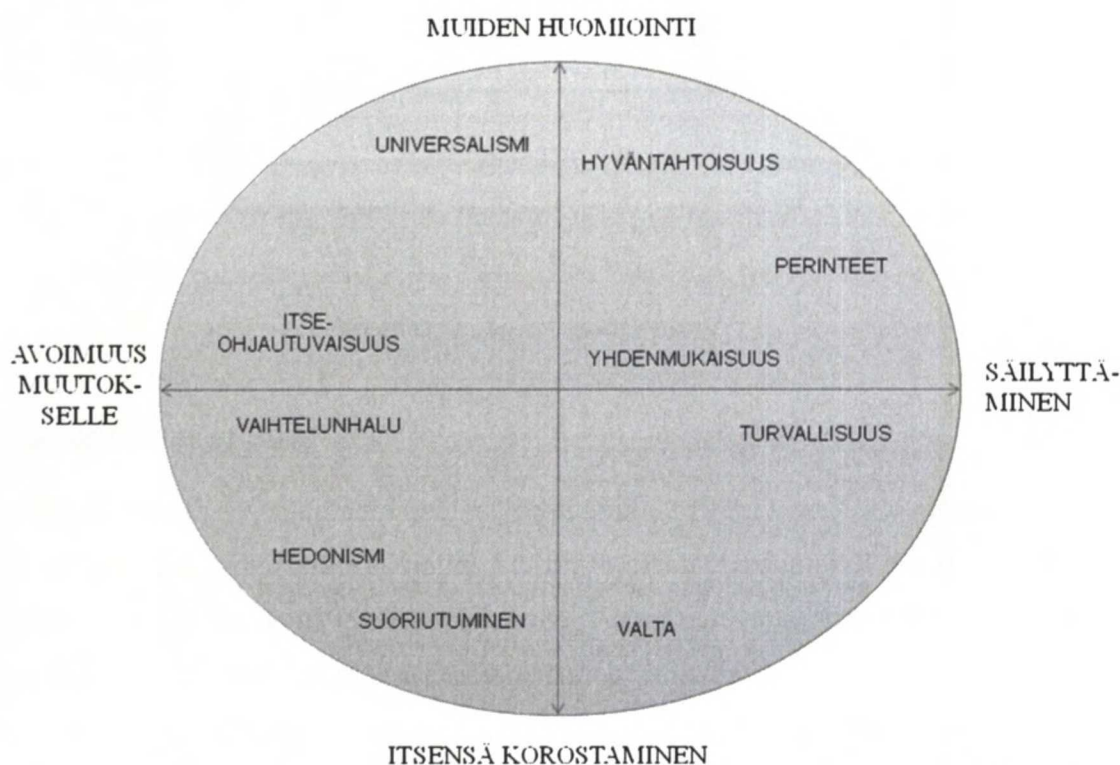 MUIDEN HUOMIOINTI
UNIVERSALISMI
HYVÄNTAHTOISUUS
PERINTEET
ITSE-
OHJAUTUVAISUUS
YHDENMUKAISUUS
AVOIMUUS
MUUTOK-
SELLE
SÄILYTTÄ-
MINEN
VAIHTELUNHALU
TURVALLISUUS
HEDONISMI
SUORIUTUMINEN
VALTA
ITSENSÄ KOROSTAMINEN